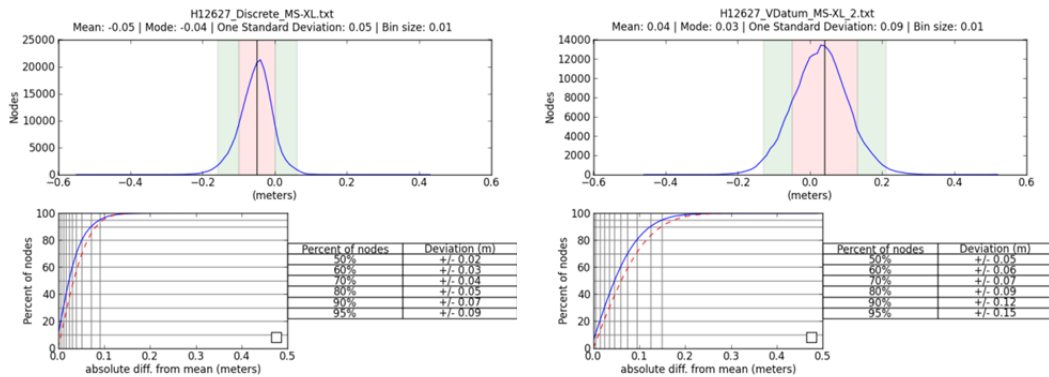 H12627_Discrete_MS-XL.txt
Mean: -0.05 | Mode: -0.04 | One Standard Deviation: 0.05 | Bin size: 0.01
25000
20000
15000
10000
5000
0
Nodes
−0.6 −0.4 −0.2 0.0 0.2 0.4 0.6
(meters)
100
80
60
40
20
0
Percent of nodes
0.0 0.1 0.2 0.3 0.4 0.5
absolute diff. from mean (meters)
Percent of nodes Deviation (m)
50% +/- 0.02
60% +/- 0.03
70% +/- 0.04
80% +/- 0.05
90% +/- 0.07
95% +/- 0.09
H12627_VDatum_MS-XL_2.txt
Mean: 0.04 | Mode: 0.03 | One Standard Deviation: 0.09 | Bin size: 0.01
14000
12000
10000
8000
6000
4000
2000
0
Nodes
−0.6 −0.4 −0.2 0.0 0.2 0.4 0.6
(meters)
100
80
60
40
20
0
Percent of nodes
0.0 0.1 0.2 0.3 0.4 0.5
absolute diff. from mean (meters)
Percent of nodes Deviation (m)
50% +/- 0.05
60% +/- 0.06
70% +/- 0.07
80% +/- 0.09
90% +/- 0.12
95% +/- 0.15